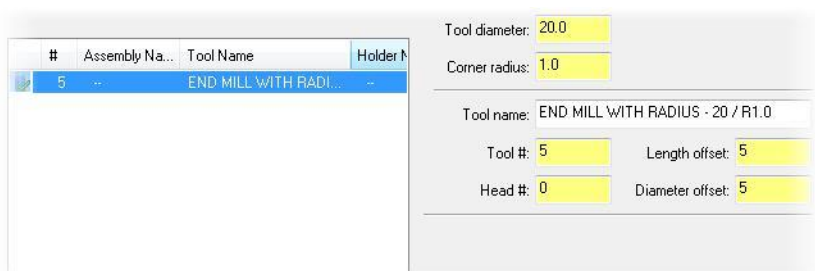 # Assembly Na... Tool Name Holder N
5 -- END MILL WITH RADI... --
Tool diameter: 20.0
Corner radius: 1.0
Tool name: END MILL WITH RADIUS - 20 / R1.0
Tool #: 5 Length offset: 5
Head #: 0 Diameter offset: 5